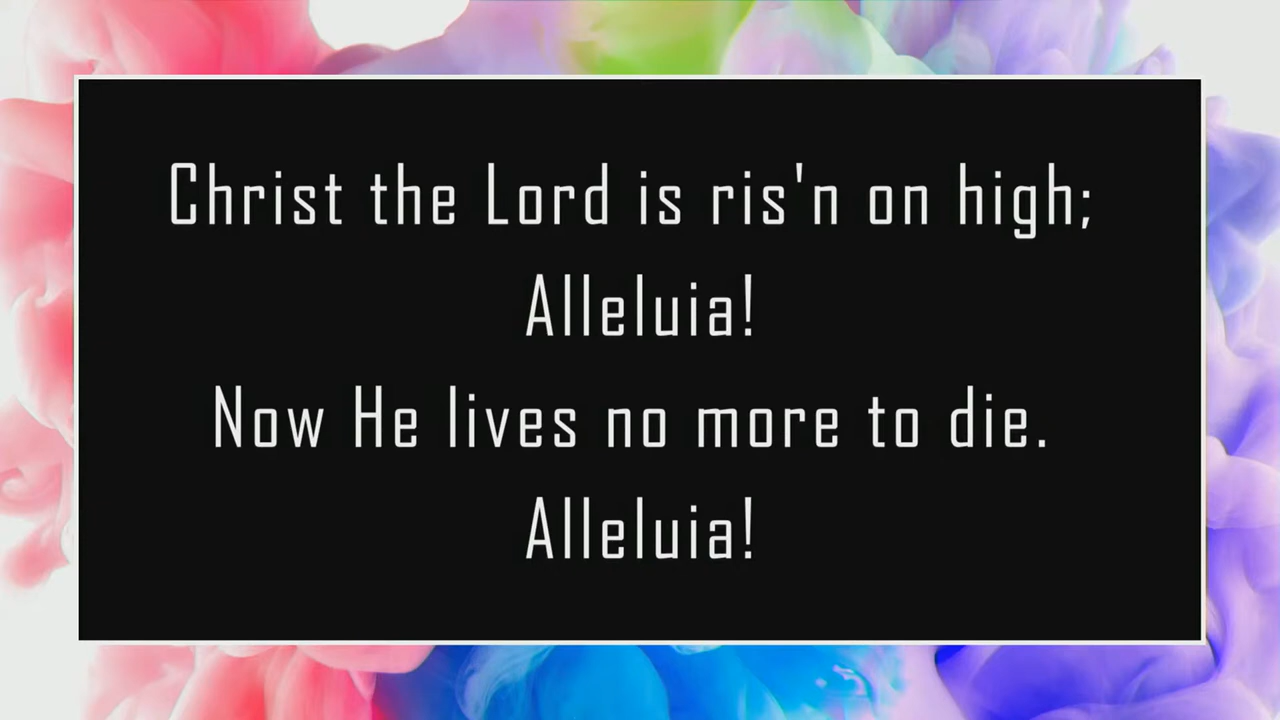 Christ the Lord is ris'n on high;
Alleluia!
Now He lives no more to die.
Alleluia!